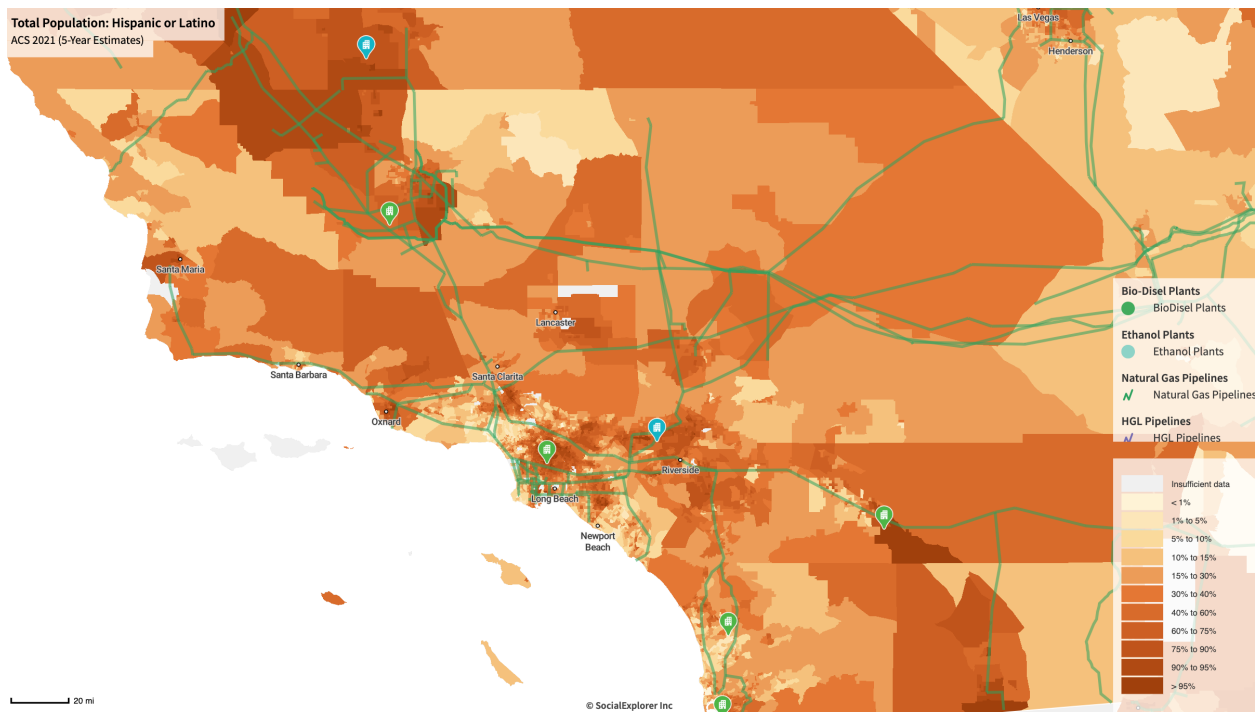 Total Population: Hispanic or Latino
ACS 2021 (5-Year Estimates)
Las Vegas
Henderson
Santa Maria
Lancaster
Santa Barbara
Santa Clarita
Oxnard
Riverside
Long Beach
Newport
Beach
Bio-Disel Plants
BioDisel Plants
Ethanol Plants
Ethanol Plants
Natural Gas Pipelines
Natural Gas Pipelines
HGL Pipelines
HGL Pipelines
Insufficient data
< 1%
1% to 5%
5% to 10%
10% to 15%
15% to 30%
30% to 40%
40% to 60%
60% to 75%
75% to 90%
90% to 95%
> 95%
20 mi
© SocialExplorer Inc